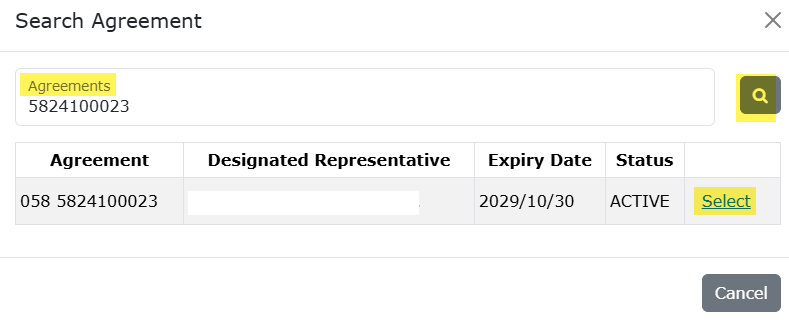 Search Agreement
Agreements
5824100023
Agreement Designated Representative Expiry Date Status
058 5824100023 2029/10/30 ACTIVE Select
Cancel